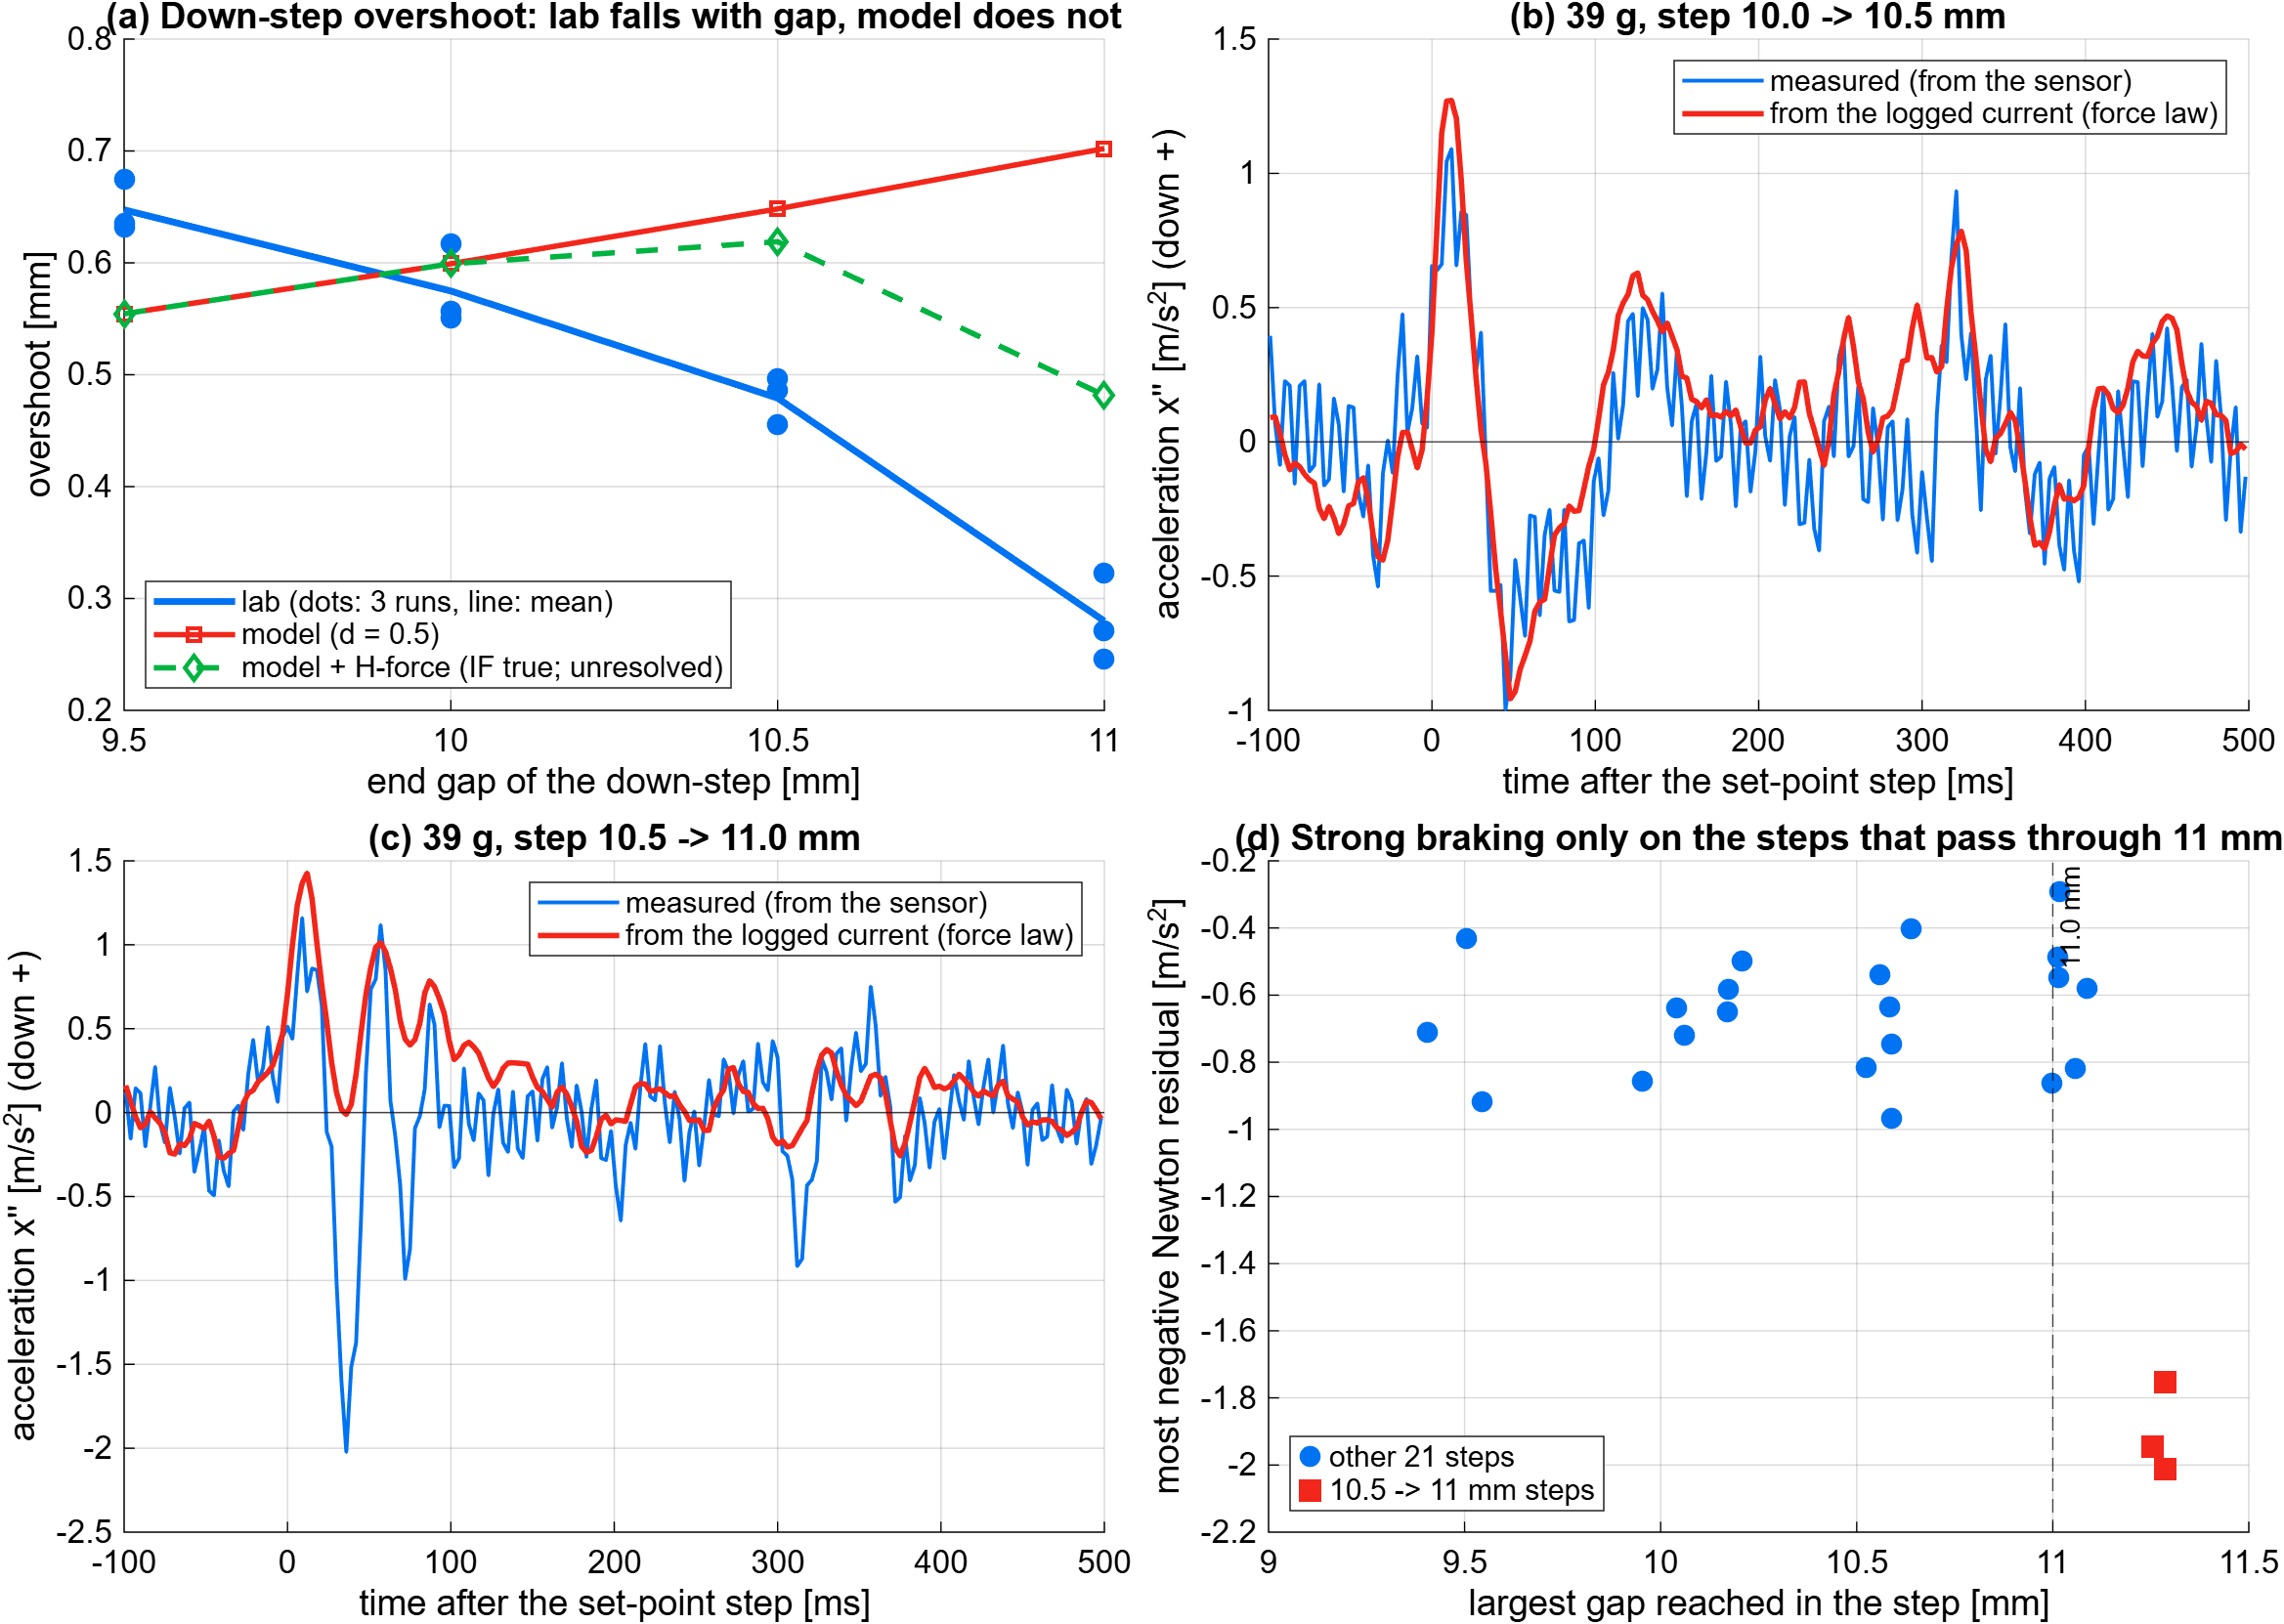 (a) Down-step overshoot: lab falls with gap, model does not
0.8
0.7
0.6
0.5
0.4
0.3
0.2
overshoot [mm]
lab (dots: 3 runs, line: mean)
model (d = 0.5)
model + H-force (IF true; unresolved)
9.5
10
10.5
11
end gap of the down-step [mm]
(b) 39 g, step 10.0 -> 10.5 mm
1.5
1
0.5
0
-0.5
-1
acceleration x" [m/s2] (down +)
measured (from the sensor)
from the logged current (force law)
-100
0
100
200
300
400
500
time after the set-point step [ms]
(c) 39 g, step 10.5 -> 11.0 mm
1.5
1
0.5
0
-0.5
-1
-1.5
-2
-2.5
acceleration x" [m/s2] (down +)
measured (from the sensor)
from the logged current (force law)
-100
0
100
200
300
400
500
time after the set-point step [ms]
(d) Strong braking only on the steps that pass through 11 mm
-0.2
-0.4
-0.6
-0.8
-1
-1.2
-1.4
-1.6
-1.8
-2
-2.2
most negative Newton residual [m/s2]
11.0 mm
other 21 steps
10.5 -> 11 mm steps
9
9.5
10
10.5
11
11.5
largest gap reached in the step [mm]